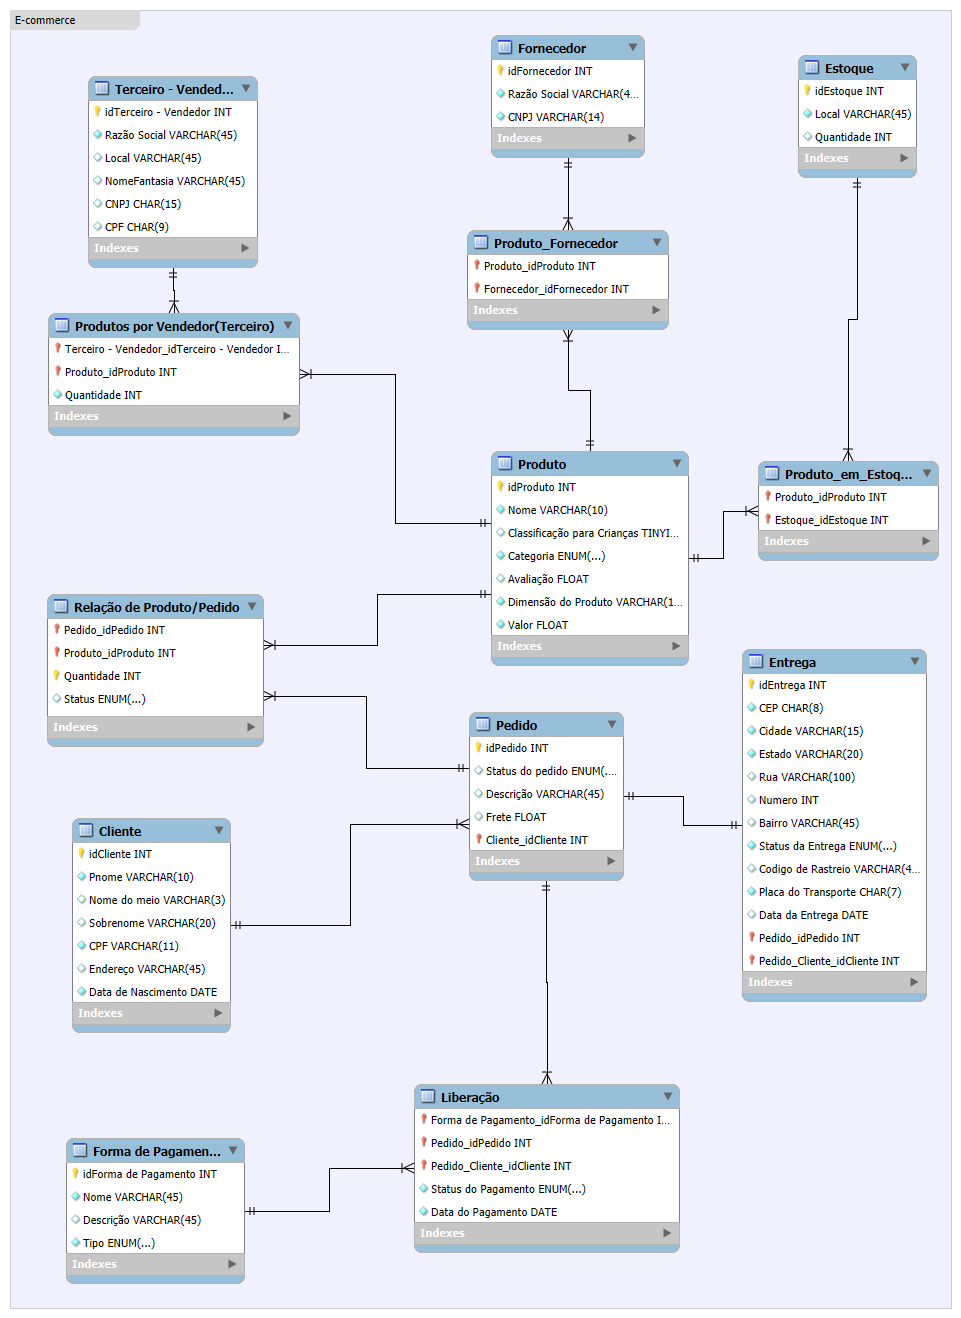 E-commerce
Fornecedor
idFornecedor INT
Razão Social VARCHAR(4...
CNPJ VARCHAR(14)
Indexes
Estoque
idEstoque INT
Local VARCHAR(45)
Quantidade INT
Indexes
Terceiro - Vended...
idTerceiro - Vendedor INT
Razão Social VARCHAR(45)
Local VARCHAR(45)
NomeFantasia VARCHAR(45)
CNPJ CHAR(15)
CPF CHAR(9)
Indexes
Produto_Fornecedor
Produto_idProduto INT
Fornecedor_idFornecedor INT
Indexes
Produtos por Vendedor(Terceiro)
Terceiro - Vendedor_idTerceiro - Vendedor I...
Produto_idProduto INT
Quantidade INT
Indexes
Produto
idProduto INT
Nome VARCHAR(10)
Classificação para Crianças TINYI...
Categoria ENUM(...)
Avaliação FLOAT
Dimensão do Produto VARCHAR(1...
Valor FLOAT
Indexes
Produto_em_Estoq...
Produto_idProduto INT
Estoque_idEstoque INT
Indexes
Relação de Produto/Pedido
Pedido_idPedido INT
Produto_idProduto INT
Quantidade INT
Status ENUM(...)
Indexes
Entrega
idEntrega INT
CEP CHAR(8)
Cidade VARCHAR(15)
Estado VARCHAR(20)
Rua VARCHAR(100)
Numero INT
Bairro VARCHAR(45)
Status da Entrega ENUM(...)
Codigo de Rastreio VARCHAR(4...
Placa do Transporte CHAR(7)
Data da Entrega DATE
Pedido_idPedido INT
Pedido_Cliente_idCliente INT
Indexes
Pedido
idPedido INT
Status do pedido ENUM(....
Descrição VARCHAR(45)
Frete FLOAT
Cliente_idCliente INT
Indexes
Cliente
idCliente INT
Pnome VARCHAR(10)
Nome do meio VARCHAR(3)
Sobrenome VARCHAR(20)
CPF VARCHAR(11)
Endereço VARCHAR(45)
Data de Nascimento DATE
Indexes
Liberação
Forma de Pagamento_idForma de Pagamento I...
Pedido_idPedido INT
Pedido_Cliente_idCliente INT
Status do Pagamento ENUM(...)
Data do Pagamento DATE
Indexes
Forma de Pagamen...
idForma de Pagamento INT
Nome VARCHAR(45)
Descrição VARCHAR(45)
Tipo ENUM(...)
Indexes